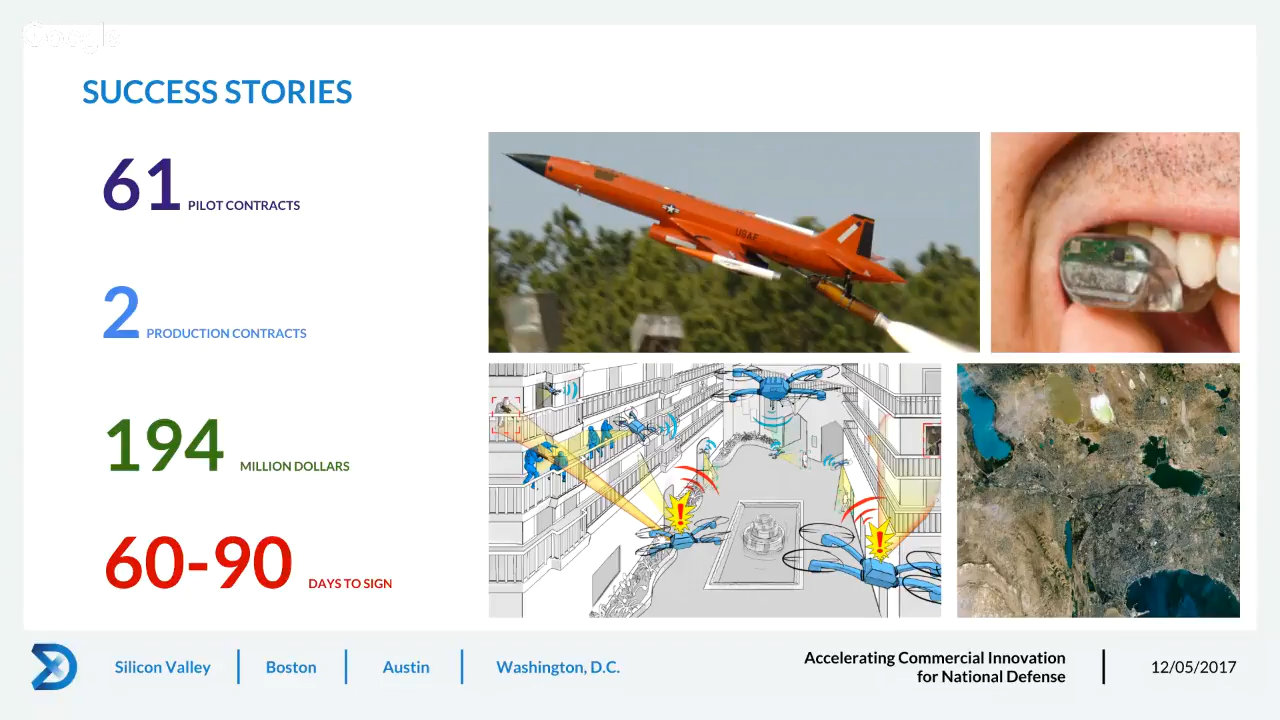 Google
SUCCESS STORIES
61 PILOT CONTRACTS
2 PRODUCTION CONTRACTS
194 MILLION DOLLARS
60-90 DAYS TO SIGN
USAF
!
!
Silicon Valley
Boston
Austin
Washington, D.C.
Accelerating Commercial Innovation
for National Defense
12/05/2017